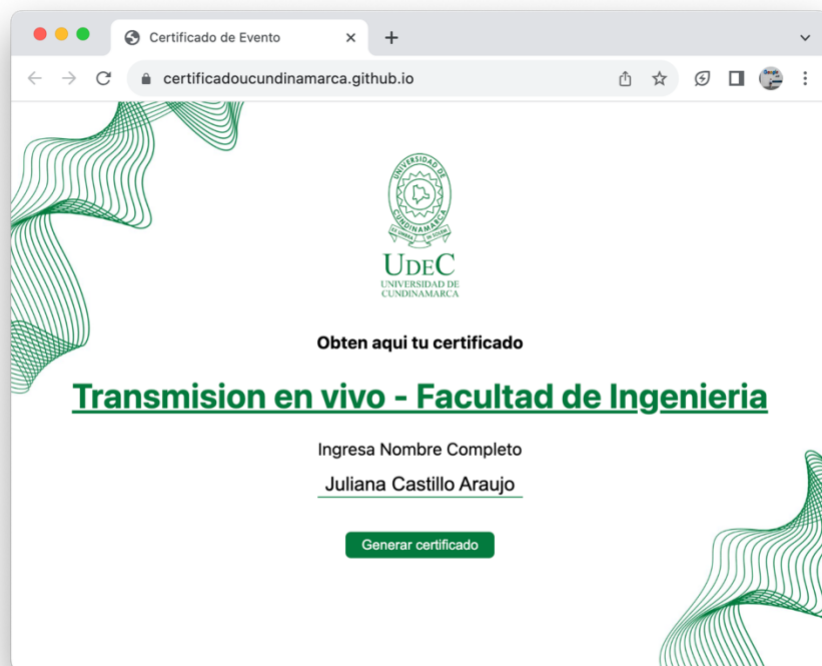 Certificado de Evento
certificadoucundinamarca.github.io
UNIVERSIDAD DE
CUNDINAMARCA
UDEC
UNIVERSIDAD DE
CUNDINAMARCA
Obten aqui tu certificado
Transmision en vivo - Facultad de Ingenieria
Ingresa Nombre Completo
Juliana Castillo Araujo
Generar certificado